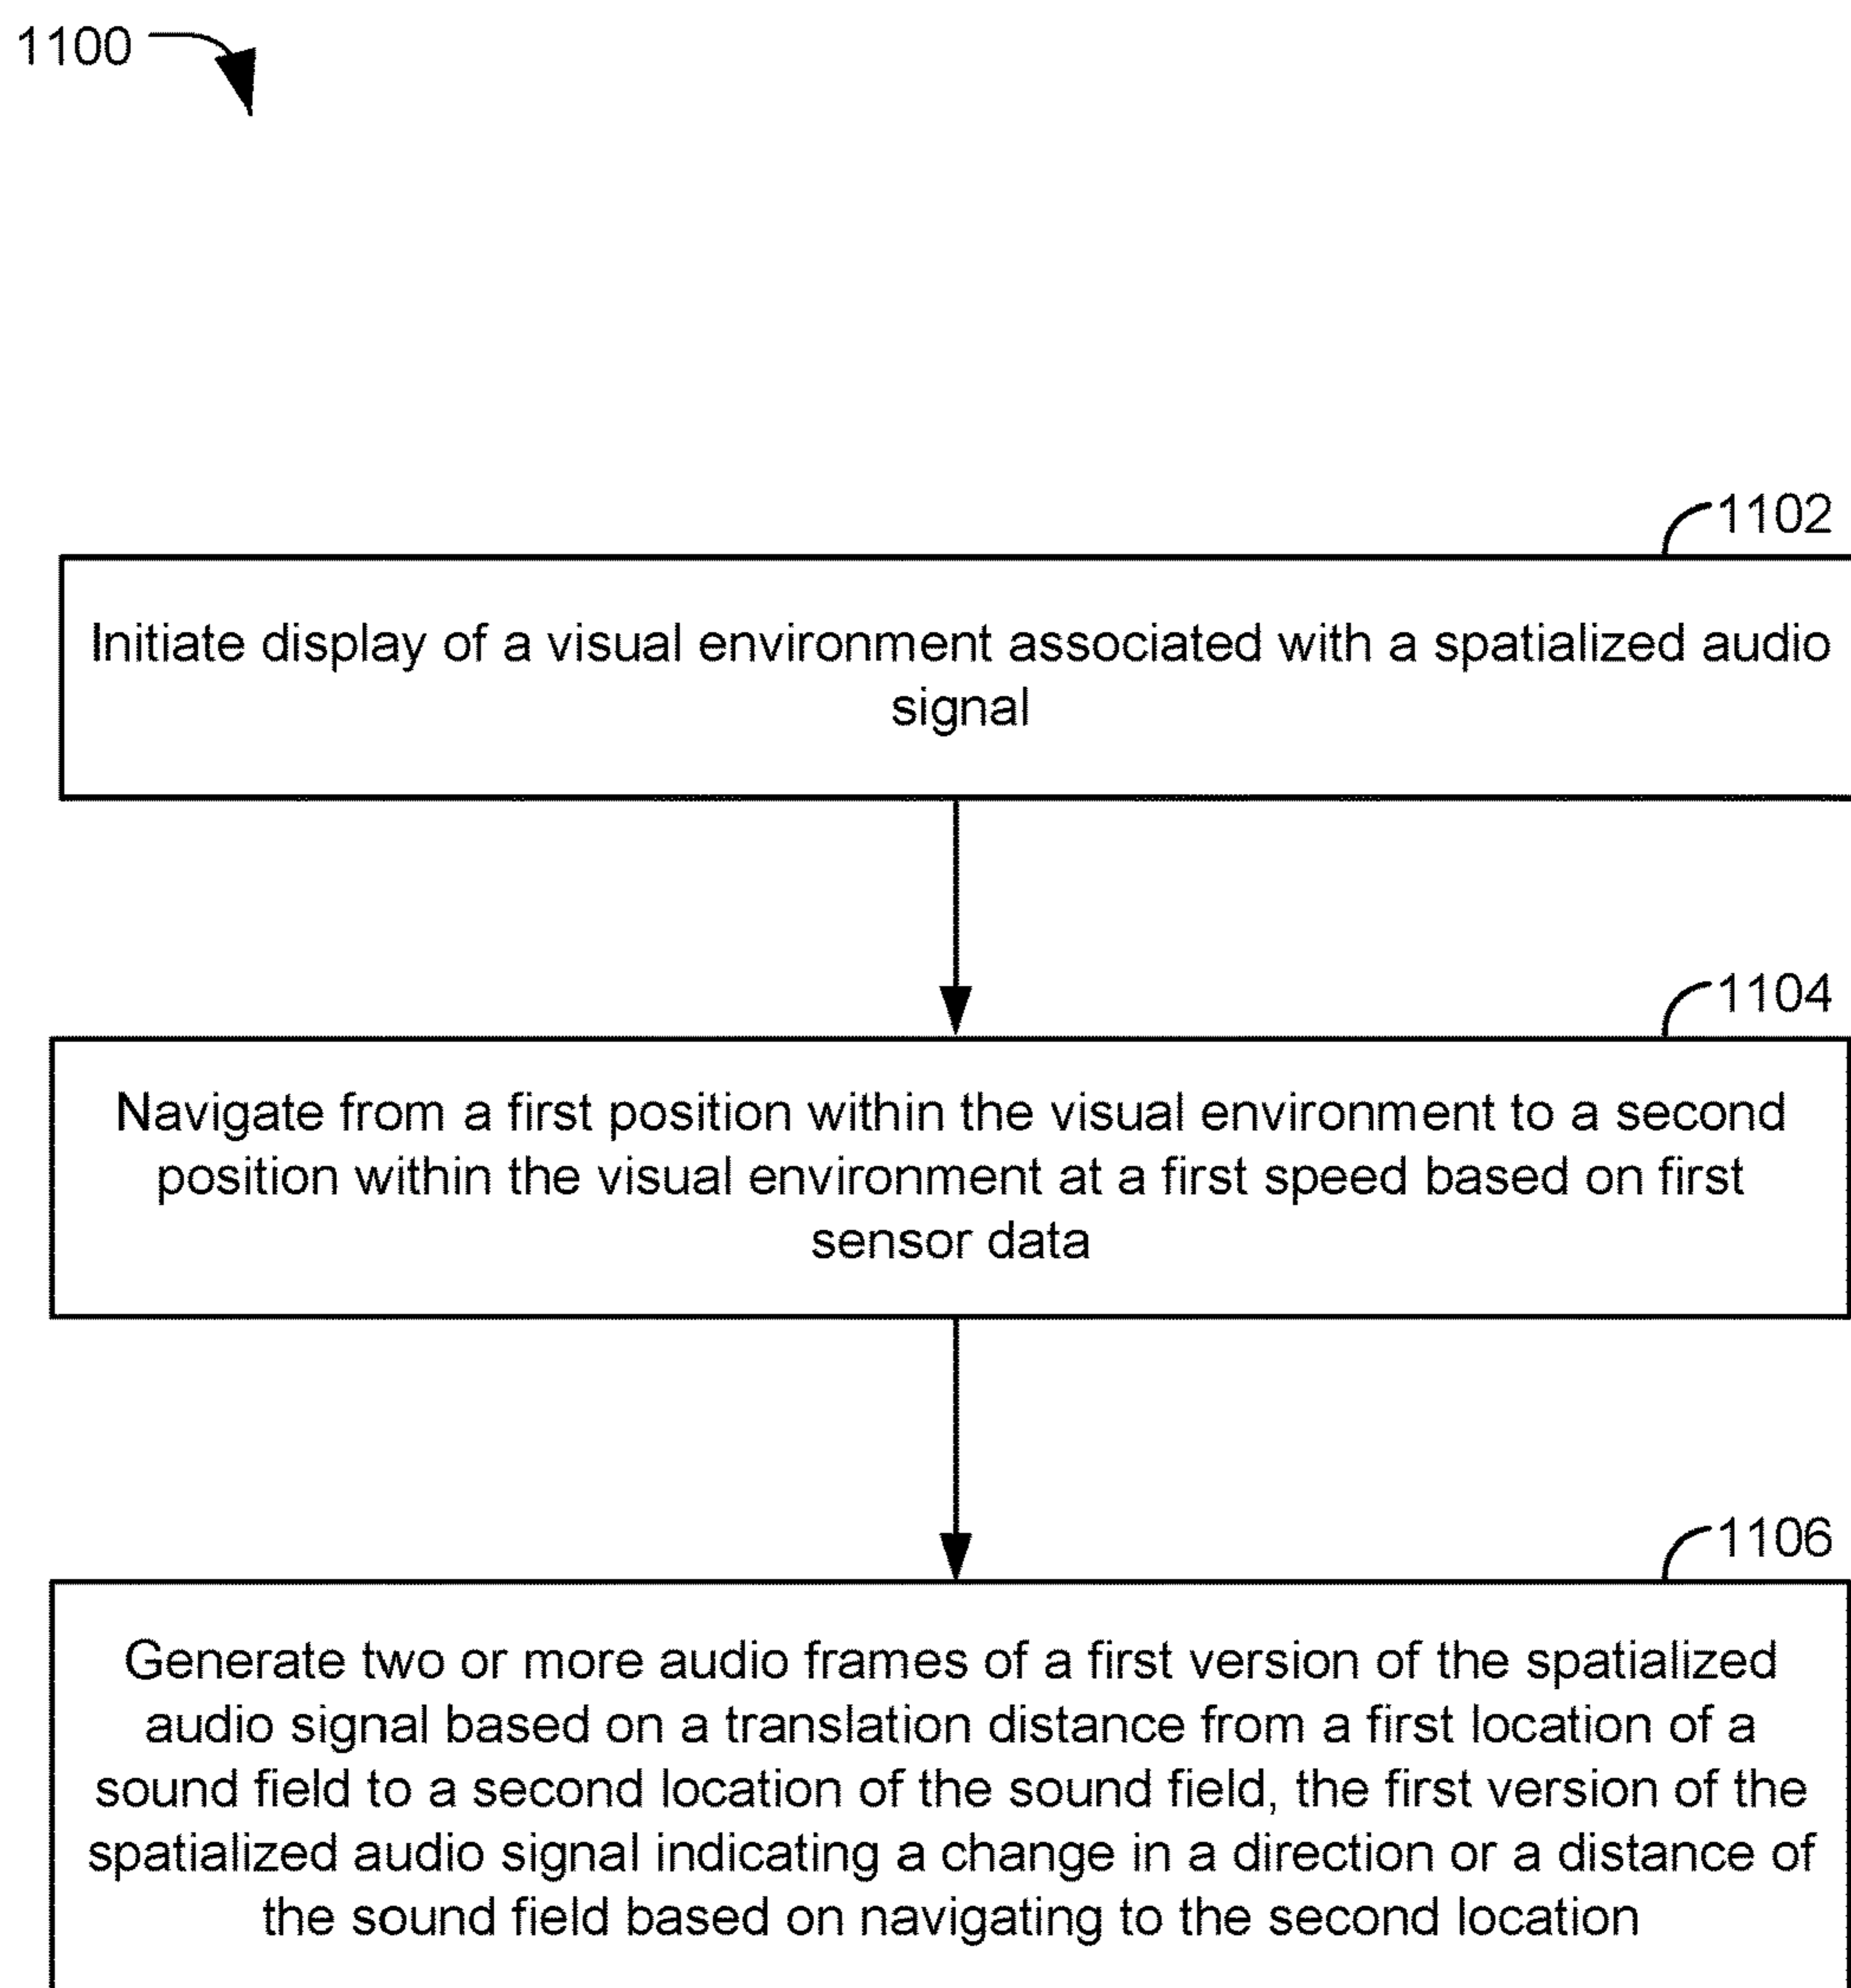 1100
1102
Initiate display of a visual environment associated with a spatialized audio
signal
1104
Navigate from a first position within the visual environment to a second
position within the visual environment at a first speed based on first
sensor data
1106
Generate two or more audio frames of a first version of the spatialized
audio signal based on a translation distance from a first location of a
sound field to a second location of the sound field, the first version of the
spatialized audio signal indicating a change in a direction or a distance of
the sound field based on navigating to the second location